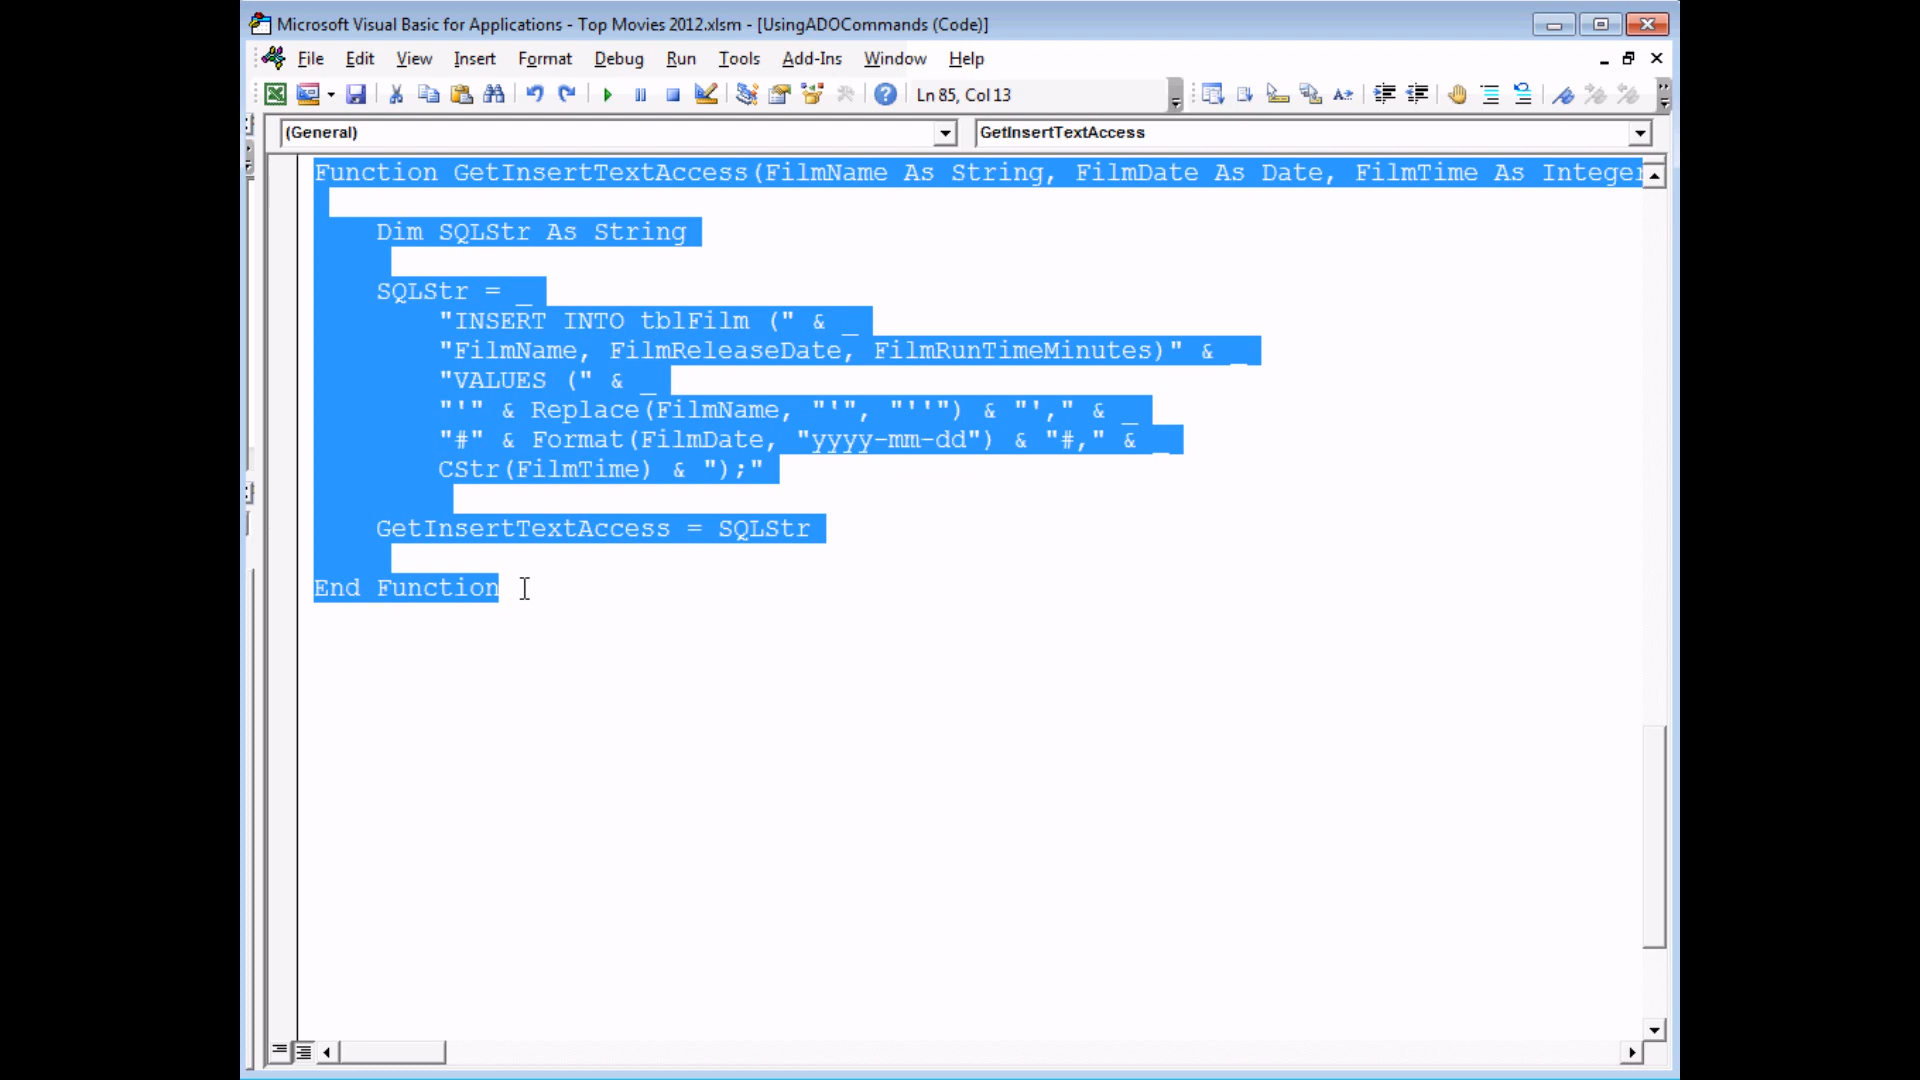 Microsoft Visual Basic for Applications - Top Movies 2012.xlsm - [UsingADOCommands (Code)]
File Edit View Insert Format Debug Run Tools Add-Ins Window Help
Ln 85, Col 13
(General) GetInsertTextAccess
Function GetInsertTextAccess(FilmName As String, FilmDate As Date, FilmTime As Integer
Dim SQLStr As String
SQLStr = _
"INSERT INTO tblFilm (" & _
"FilmName, FilmReleaseDate, FilmRunTimeMinutes)" & _
"VALUES (" & _
"'" & Replace(FilmName, "'", "''") & "'," & _
"#" & Format(FilmDate, "yyyy-mm-dd") & "#," & _
CStr(FilmTime) & ");"
GetInsertTextAccess = SQLStr
End Function